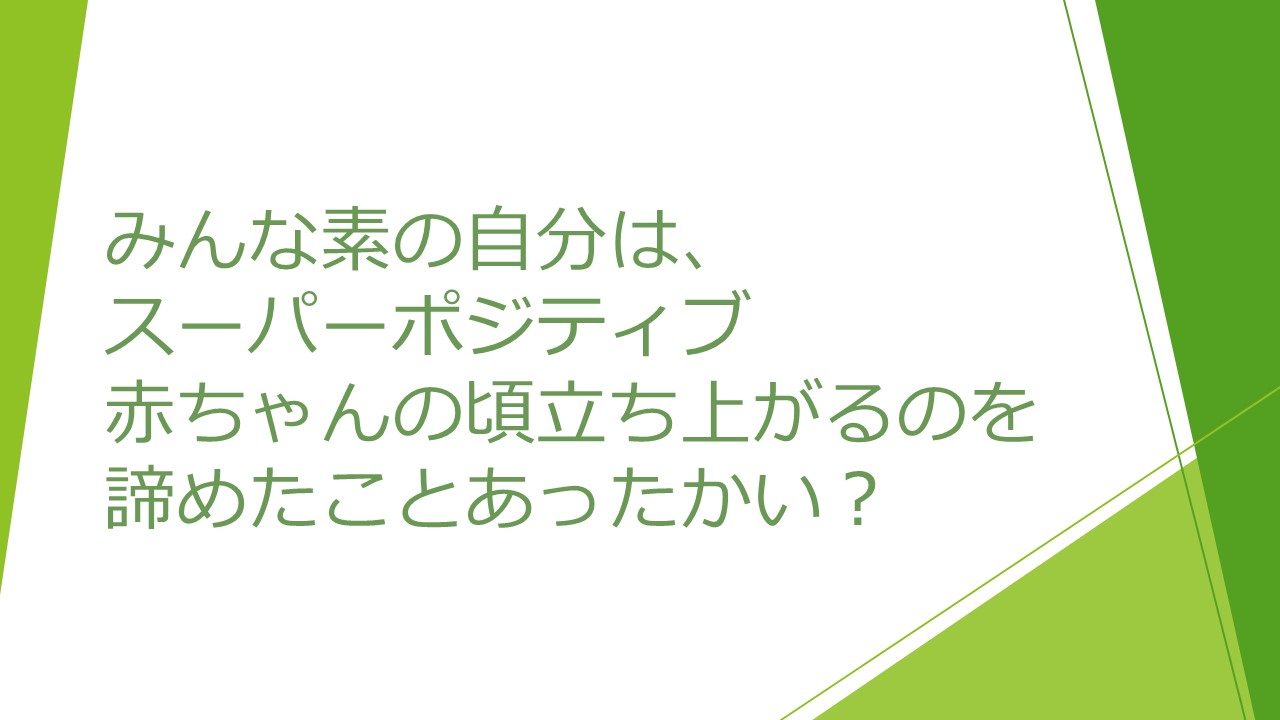 みんな素の自分は、
スーパーポジティブ
赤ちゃんの頃立ち上がるのを
諦めたことあったかい？